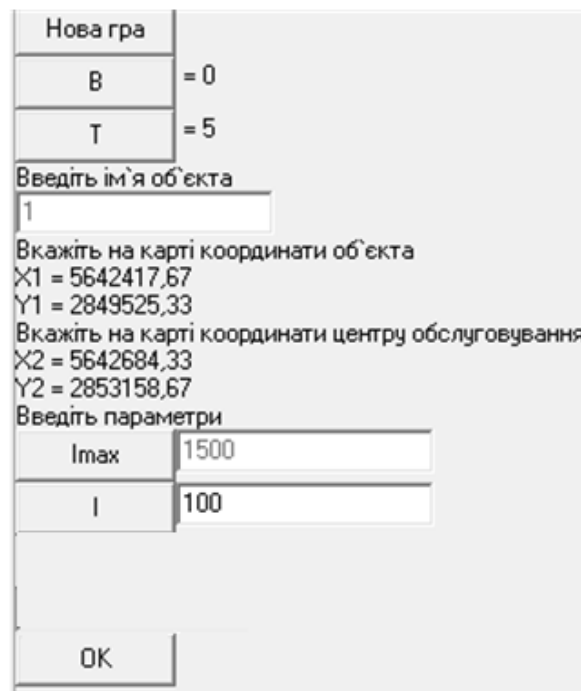 Нова гра
В = 0
Т = 5
Введіть ім`я об`єкта
1
Вкажіть на карті координати об`єкта
X1 = 5642417,67
Y1 = 2849525,33
Вкажіть на карті координати центру обслуговування
X2 = 5642684,33
Y2 = 2853158,67
Введіть параметри
Imax 1500
I 100
OK